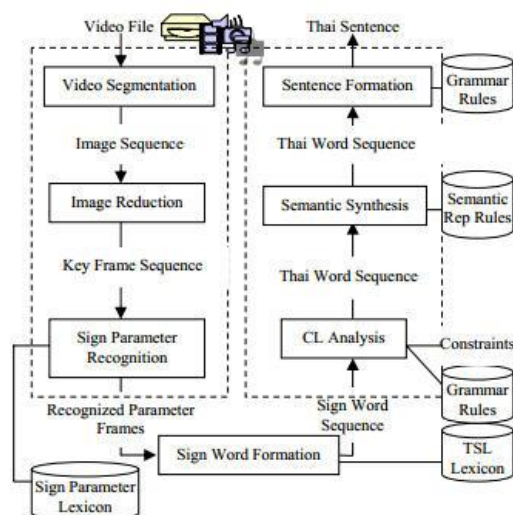 Video File
Thai Sentence
Video Segmentation
Sentence Formation
Grammar
Rules
Image Sequence
Thai Word Sequence
Image Reduction
Semantic Synthesis
Semantic
Rep Rules
Key Frame Sequence
Thai Word Sequence
Sign Parameter
Recognition
CL Analysis
Constraints
Grammar
Rules
Recognized Parameter
Frames
Sign Word
Sequence
Sign Word Formation
TSL
Lexicon
Sign Parameter
Lexicon